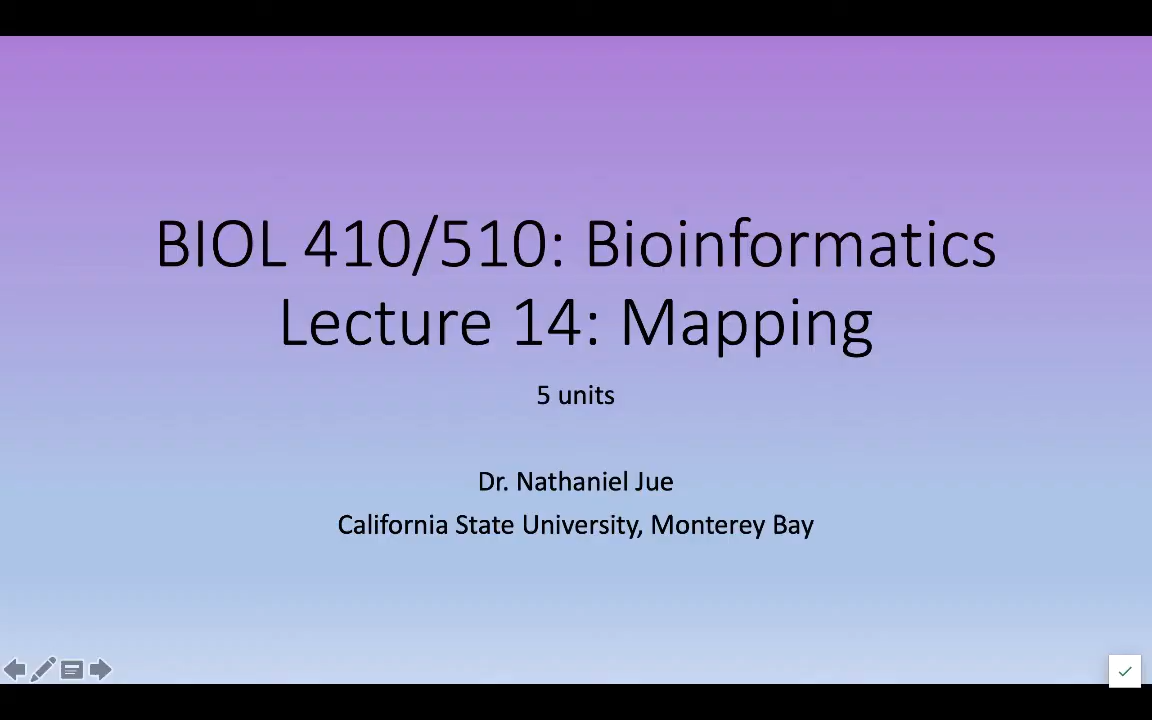 BIOL 410/510: Bioinformatics
Lecture 14: Mapping
5 units
Dr. Nathaniel Jue
California State University, Monterey Bay